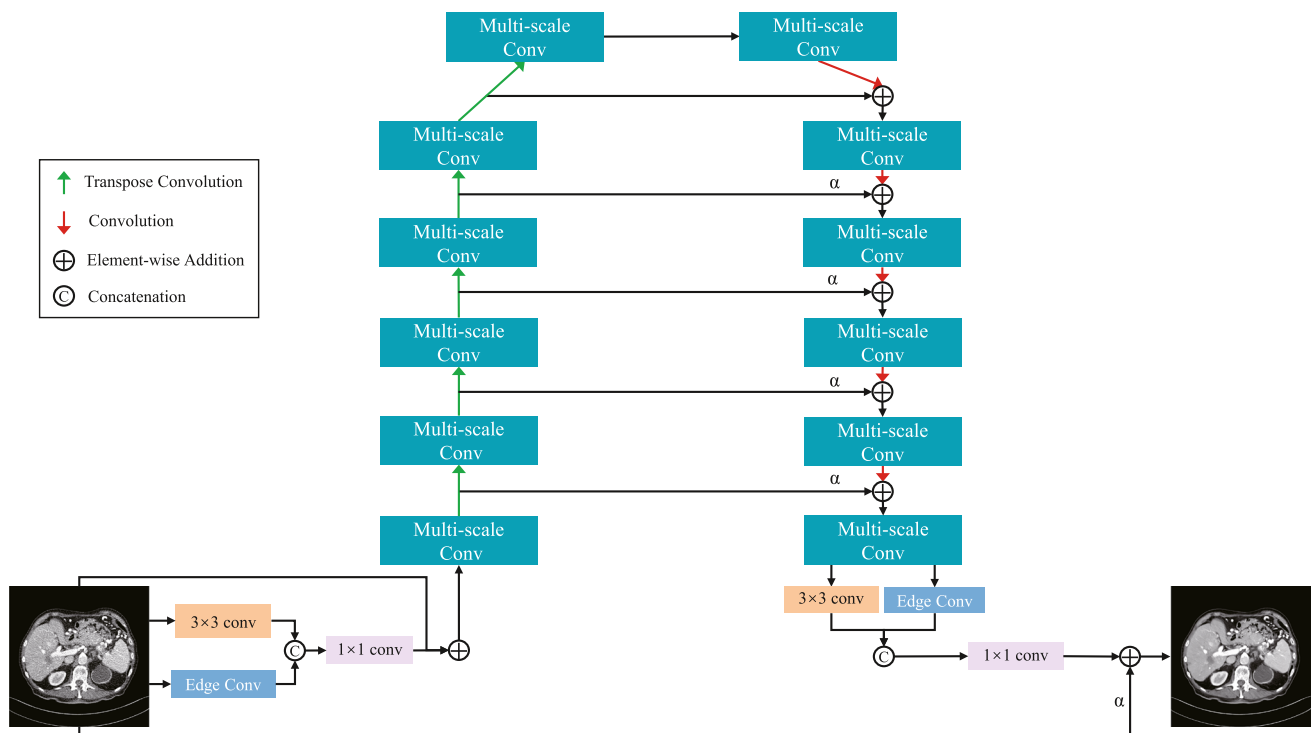 Multi-scale
Conv
Multi-scale
Conv
Multi-scale
Conv
Multi-scale
Conv
Transpose Convolution
Convolution
Element-wise Addition
C
Concatenation
α
Multi-scale
Conv
Multi-scale
Conv
α
Multi-scale
Conv
Multi-scale
Conv
α
Multi-scale
Conv
Multi-scale
Conv
α
Multi-scale
Conv
Multi-scale
Conv
3×3 conv
C
1×1 conv
Edge Conv
3×3 conv
Edge Conv
C
1×1 conv
α